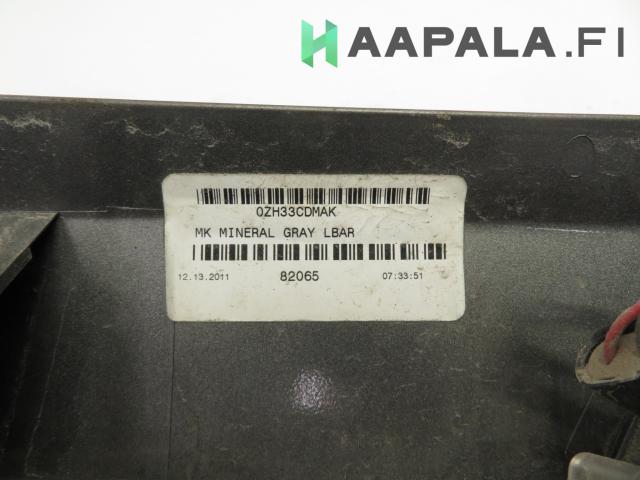 HAAPALA.FI
0ZH33CDMAK
MK MINERAL GRAY LBAR
12.13.2011 82065 07:33:51